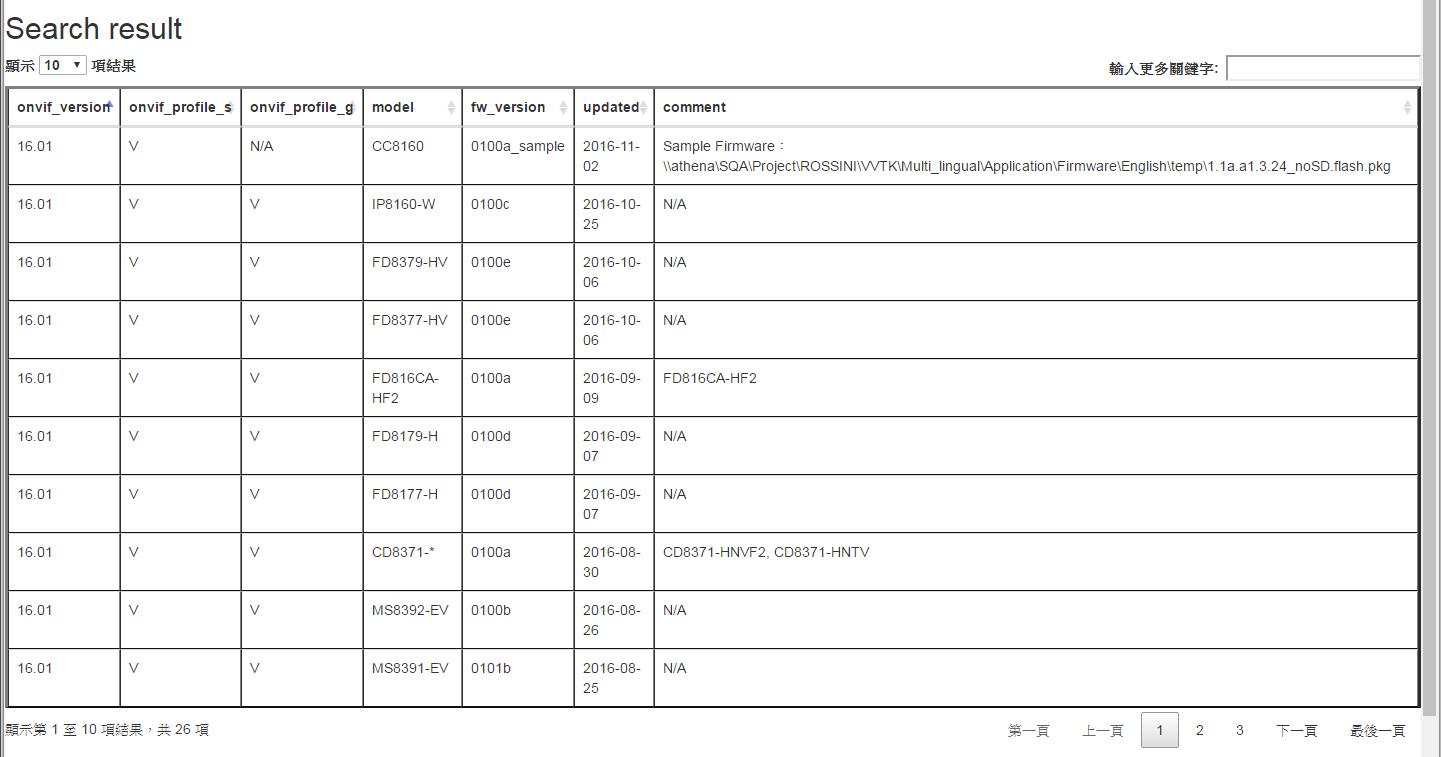 Search result
顯示 10 項結果
輸入更多關鍵字:
onvif_version onvif_profile_s onvif_profile_g model fw_version updated comment
16.01 V N/A CC8160 0100a_sample 2016-11- Sample Firmware：
02 \\athena\SQA\Project\ROSSINI\VVTK\Multi_lingual\Application\Firmware\English\temp\1.1a.a1.3.24_noSD.flash.pkg
16.01 V V IP8160-W 0100c 2016-10- N/A
25
16.01 V V FD8379-HV 0100e 2016-10- N/A
06
16.01 V V FD8377-HV 0100e 2016-10- N/A
06
16.01 V V FD816CA- 0100a 2016-09- FD816CA-HF2
HF2 09
16.01 V V FD8179-H 0100d 2016-09- N/A
07
16.01 V V FD8177-H 0100d 2016-09- N/A
07
16.01 V V CD8371-* 0100a 2016-08- CD8371-HNVF2, CD8371-HNTV
30
16.01 V V MS8392-EV 0100b 2016-08- N/A
26
16.01 V V MS8391-EV 0101b 2016-08- N/A
25
顯示第 1 至 10 項結果，共 26 項
第一頁 上一頁 1 2 3 下一頁 最後一頁